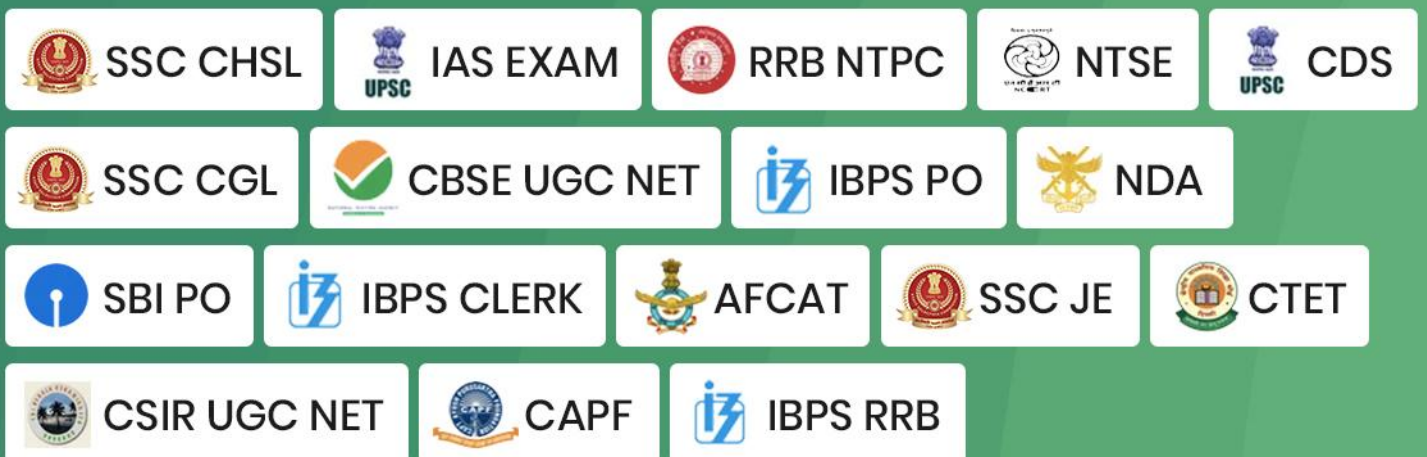 SSC CHSL UPSC IAS EXAM RRB NTPC NTSE UPSC CDS
SSC CGL CBSE UGC NET IBPS PO NDA
SBI PO IBPS CLERK AFCAT SSC JE CTET
CSIR UGC NET CAPF IBPS RRB